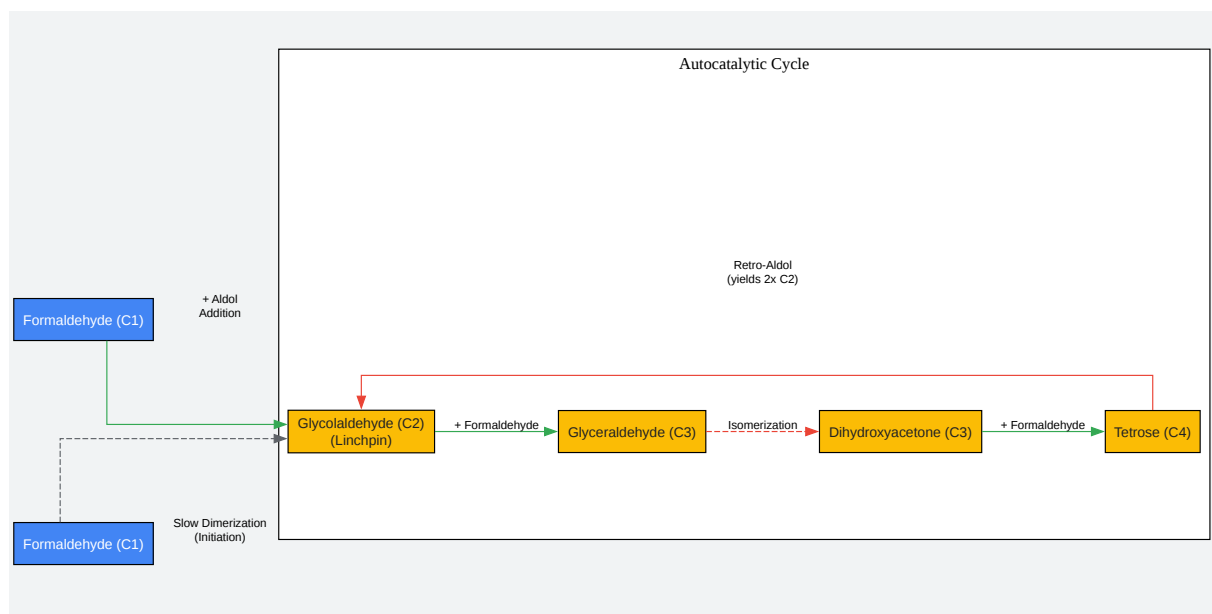 Autocatalytic Cycle
Retro-Aldol
(yields 2x C2)
+ Aldol
Addition
Formaldehyde (C1)
Glycolaldehyde (C2)
(Linchpin)
+ Formaldehyde
Glyceraldehyde (C3)
Isomerization
Dihydroxyacetone (C3)
+ Formaldehyde
Tetrose (C4)
Slow Dimerization
(Initiation)
Formaldehyde (C1)